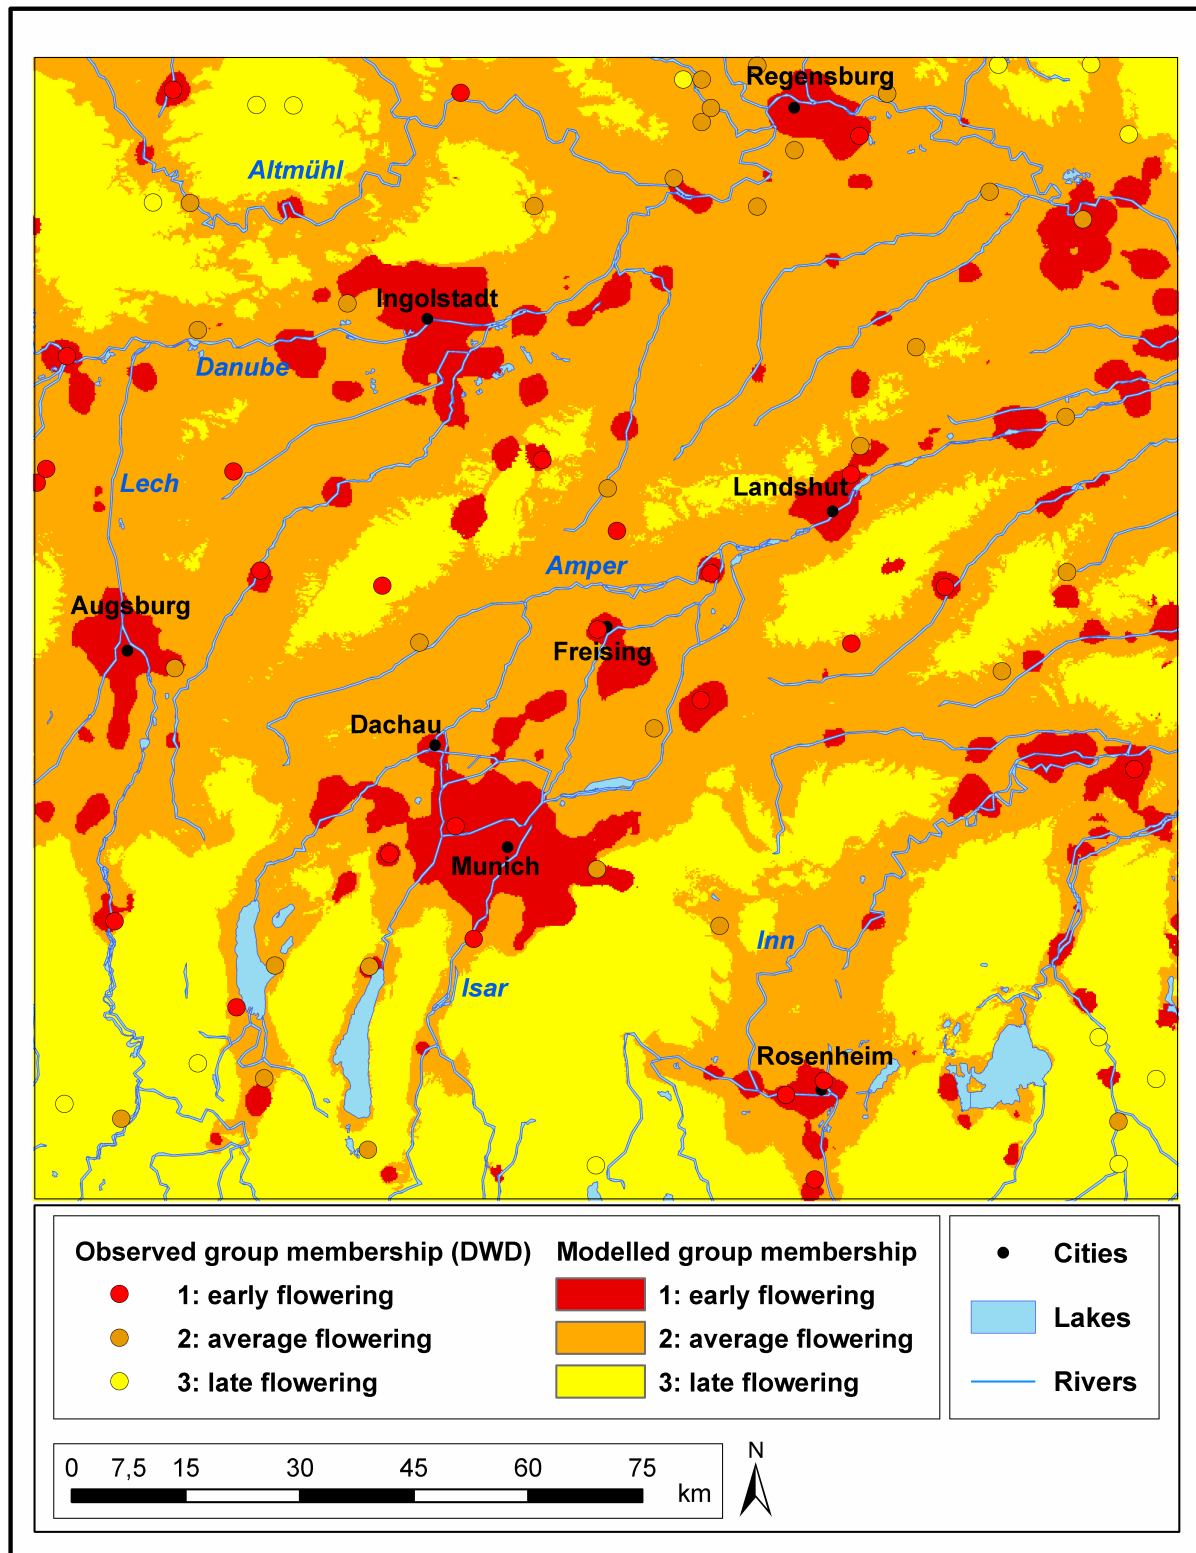 Regensburg
Altmühl
Ingolstadt
Danube
Lech
Landshut
Amper
Augsburg
Freising
Dachau
Munich
Inn
Isar
Rosenheim
Observed group membership (DWD)
1: early flowering
2: average flowering
3: late flowering
Modelled group membership
1: early flowering
2: average flowering
3: late flowering
Cities
Lakes
Rivers
0 7,5 15 30 45 60 75
km
N